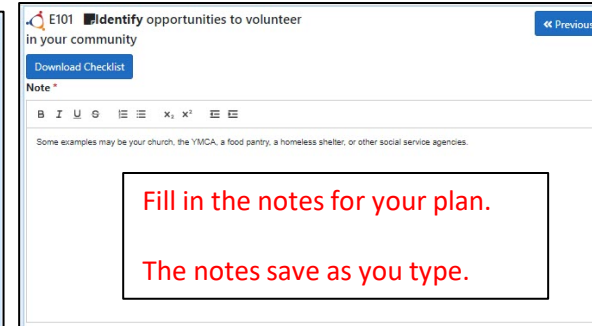 E101 Identify opportunities to volunteer
in your community
« Previous
Download Checklist
Note *
B I U S X₂ X²
Some examples may be your church, the YMCA, a food pantry, a homeless shelter, or other social service agencies.
Fill in the notes for your plan.
The notes save as you type.